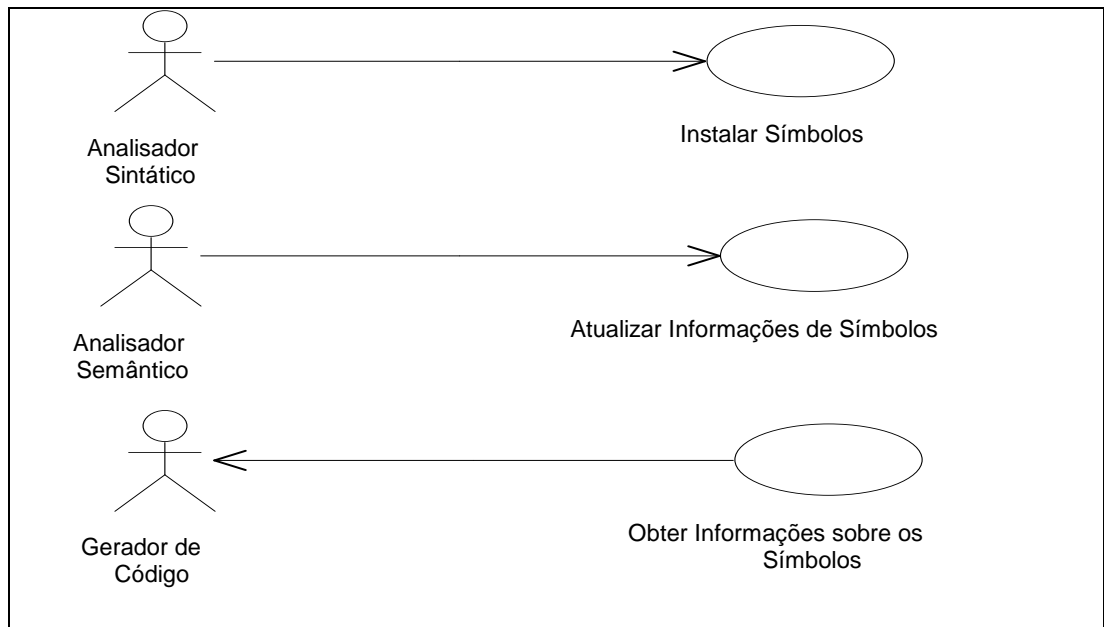 Analisador
Sintático
Instalar Símbolos
Analisador
Semântico
Atualizar Informações de Símbolos
Gerador de
Código
Obter Informações sobre os
Símbolos